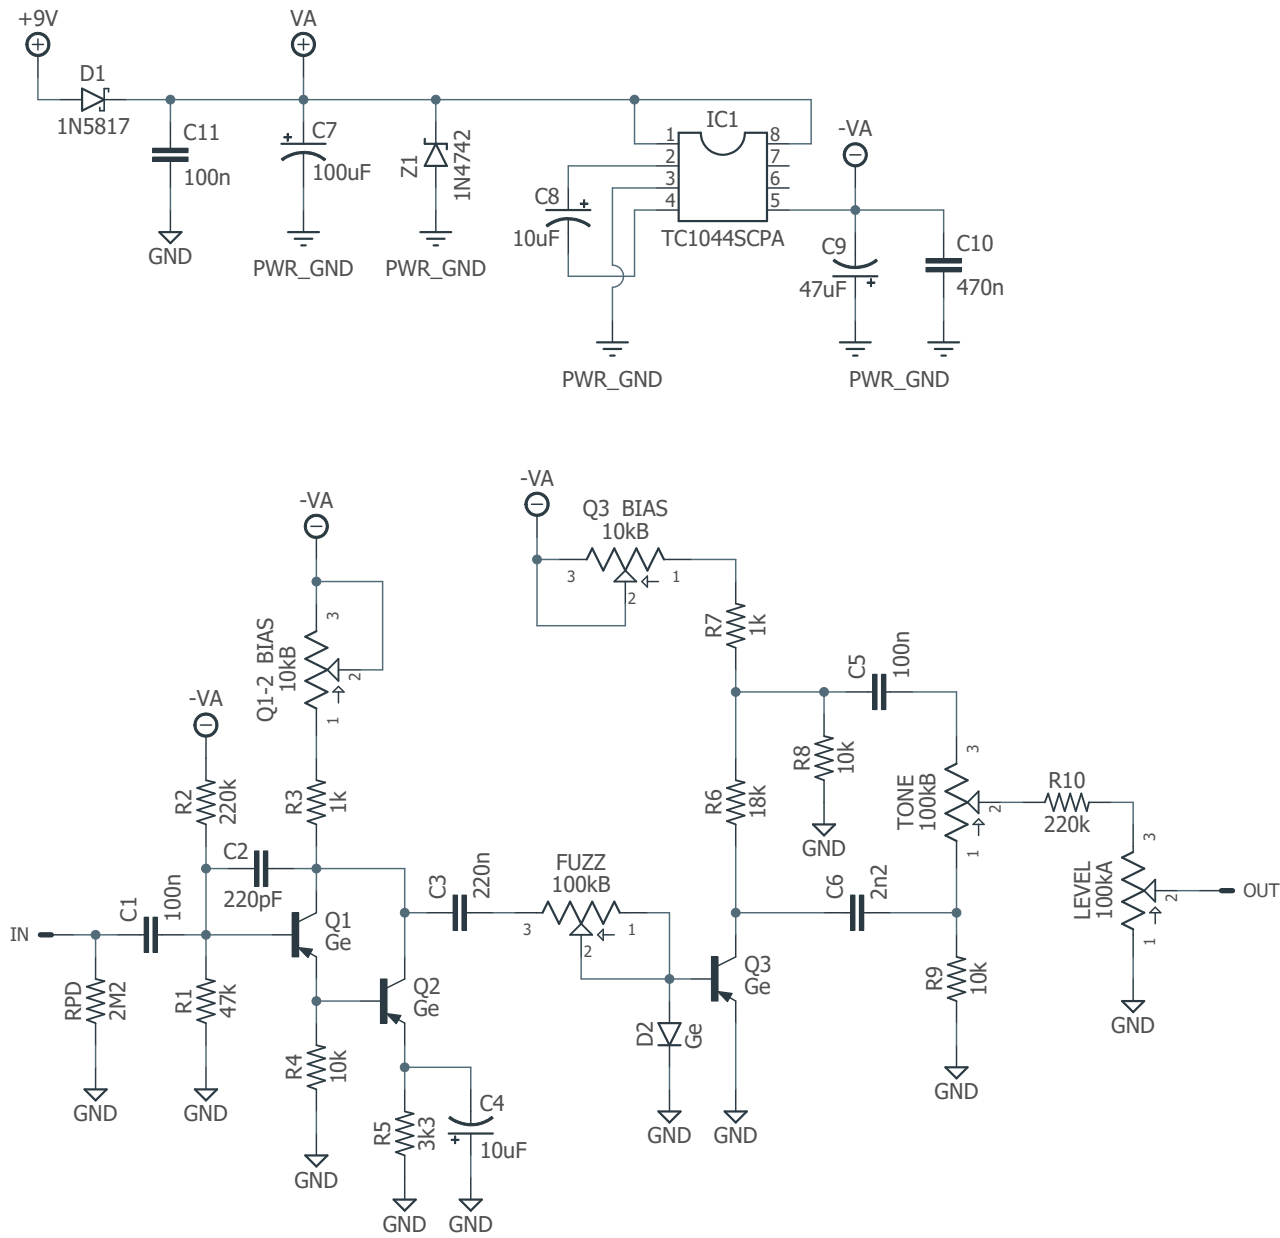 +9V
VA
D1
1N5817
C11
100n
GND
C7
100uF
PWR_GND
Z1
1N4742
PWR_GND
C8
10uF
IC1
1
2
3
4
8
7
6
5
TC1044SCPA
PWR_GND
-VA
C9
47uF
C10
470n
PWR_GND
-VA
Q1-2 BIAS
10kB
3
2
1
-VA
R2
220k
R3
1k
C2
220pF
IN
C1
100n
RPD
2M2
GND
R1
47k
GND
Q1
Ge
R4
10k
GND
Q2
Ge
R5
3k3
GND
C4
10uF
GND
C3
220n
FUZZ
100kB
3
2
1
D2
Ge
GND
Q3
Ge
GND
-VA
Q3 BIAS
10kB
3
2
1
R7
1k
R6
18k
R8
10k
GND
C5
100n
C6
2n2
TONE
100kB
3
2
1
R9
10k
GND
R10
220k
LEVEL
100kA
3
2
1
GND
OUT